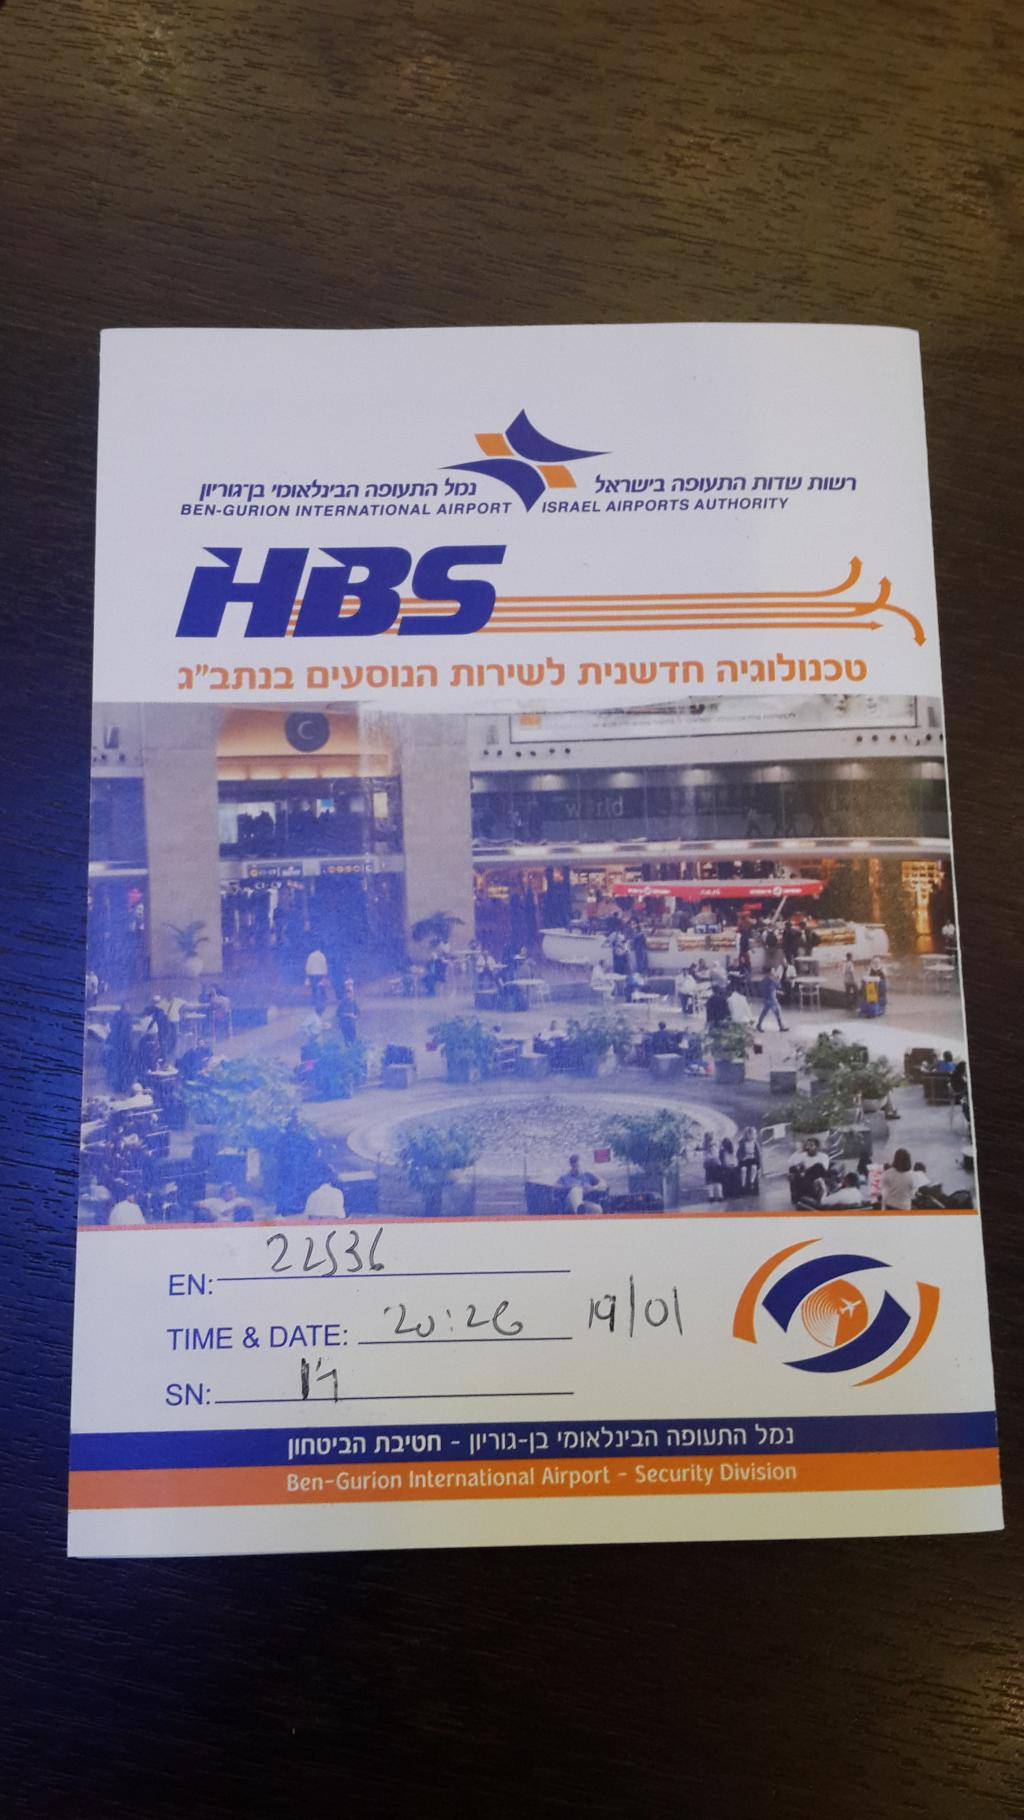 נמל התעופה הבינלאומי בן־גוריון רשות שדות התעופה בישראל
BEN-GURION INTERNATIONAL AIRPORT ISRAEL AIRPORTS AUTHORITY
HBS
טכנולוגיה חדשנית לשירות הנוסעים בנתב"ג
C
world
EN: 22536
TIME & DATE: 20:26 19/01
SN:
נמל התעופה הבינלאומי בן-גוריון - חטיבת הביטחון
Ben-Gurion International Airport - Security Division